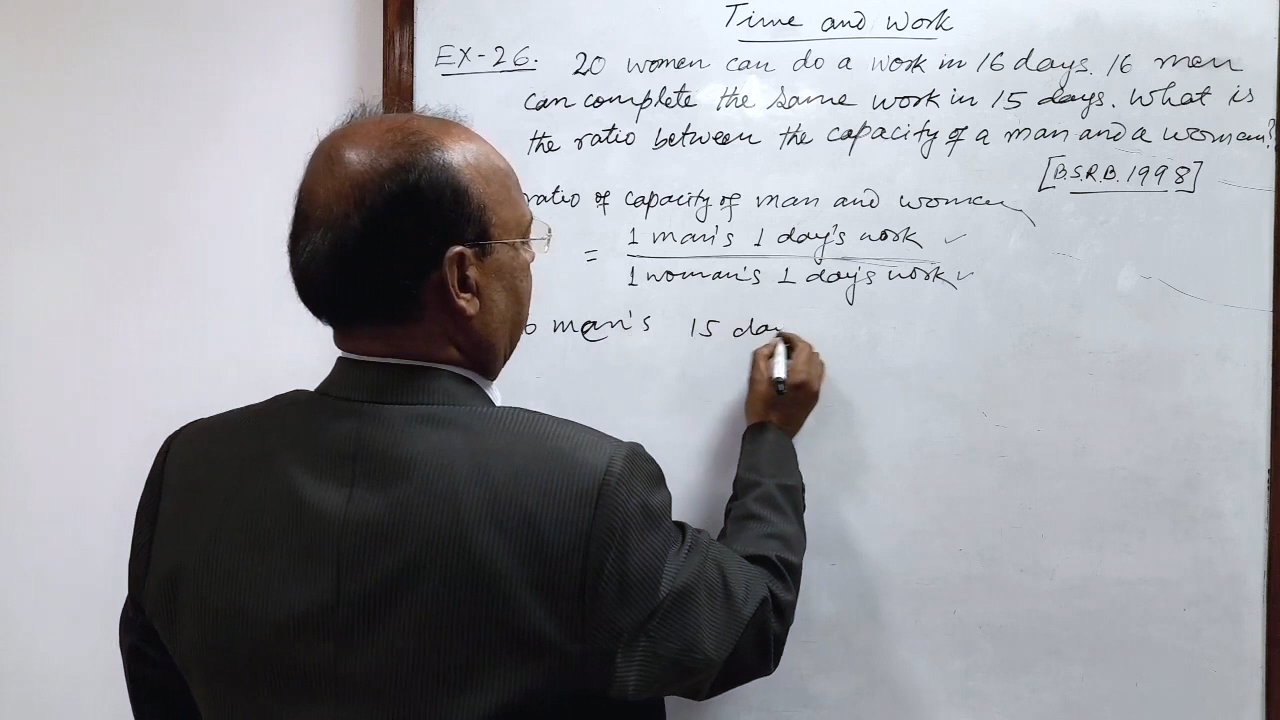 Time and Work
EX-26. 20 women can do a work in 16 days. 16 men
can complete the same work in 15 days. What is
the ratio between the capacity of a man and a woman?
[B.S.R.B. 1998]
ratio of capacity of man and woman
1 man's 1 day's work ✓
=
1 woman's 1 day's work ✓
man's 15 day